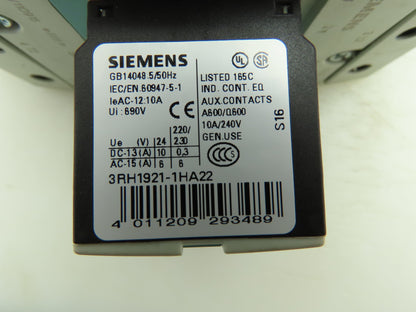 SIEMENS
GB14048.5/50Hz
IEC/EN 60947-5-1
IeAC-12:10A
Ui : 690V
220/
Ue (V) 24 230
DC-13(A) 10 0,3
AC-15(A) 6 6
LISTED 165C
IND. CONT. EQ
AUX.CONTACTS
A600/Q600
10A/240V
GEN.USE
UL
CCC
S
S16
3RH1921-1HA22
4 011209 293489